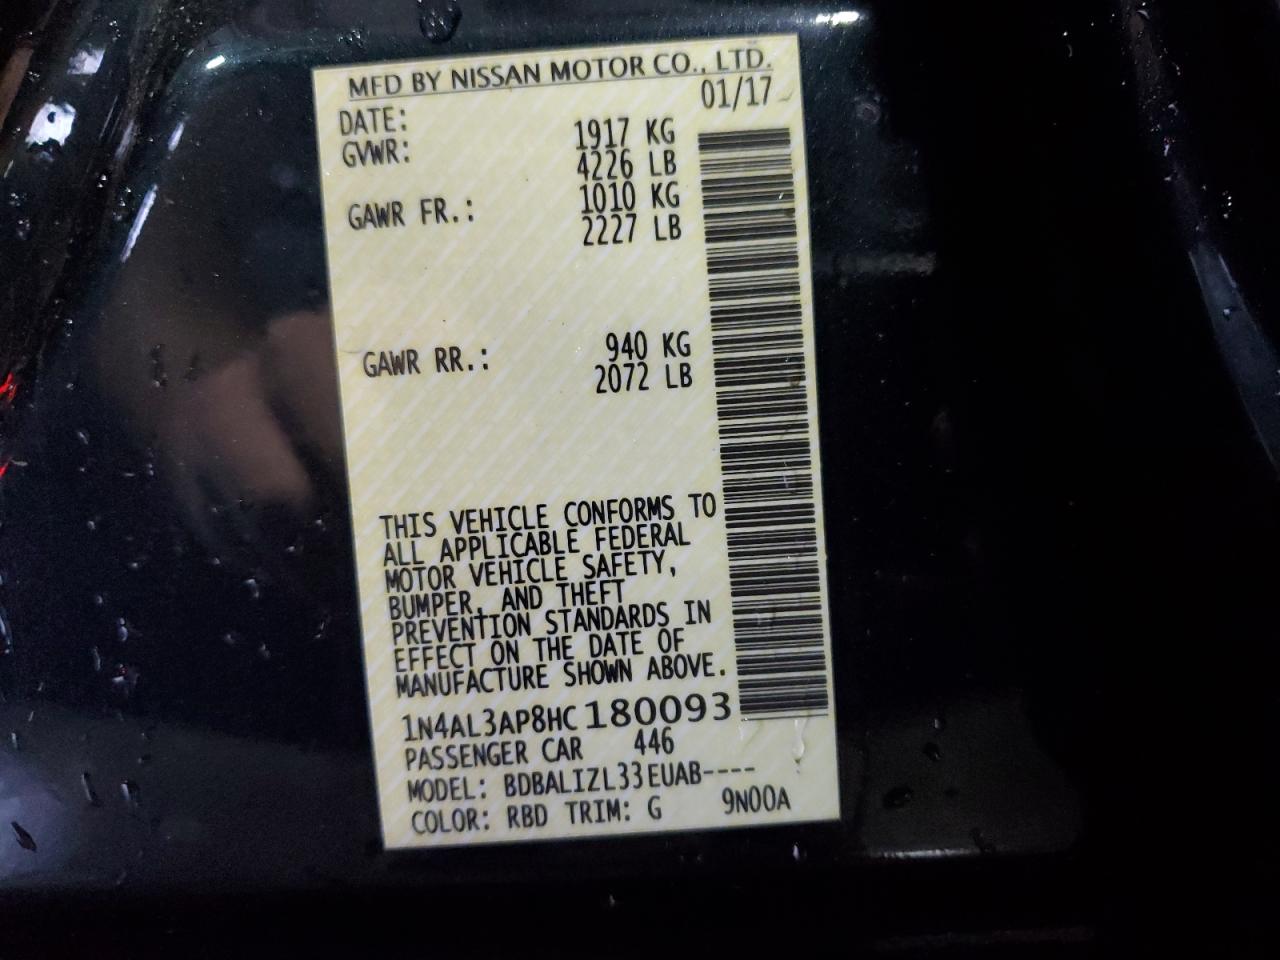 MFD BY NISSAN MOTOR CO., LTD.
DATE: 01/17
GVWR: 1917 KG
4226 LB
GAWR FR.: 1010 KG
2227 LB
GAWR RR.: 940 KG
2072 LB
THIS VEHICLE CONFORMS TO
ALL APPLICABLE FEDERAL
MOTOR VEHICLE SAFETY,
BUMPER, AND THEFT
PREVENTION STANDARDS IN
EFFECT ON THE DATE OF
MANUFACTURE SHOWN ABOVE.
1N4AL3AP8HC180093
PASSENGER CAR 446
MODEL: BDBALIZL33EUAB----
COLOR: RBD TRIM: G 9N00A